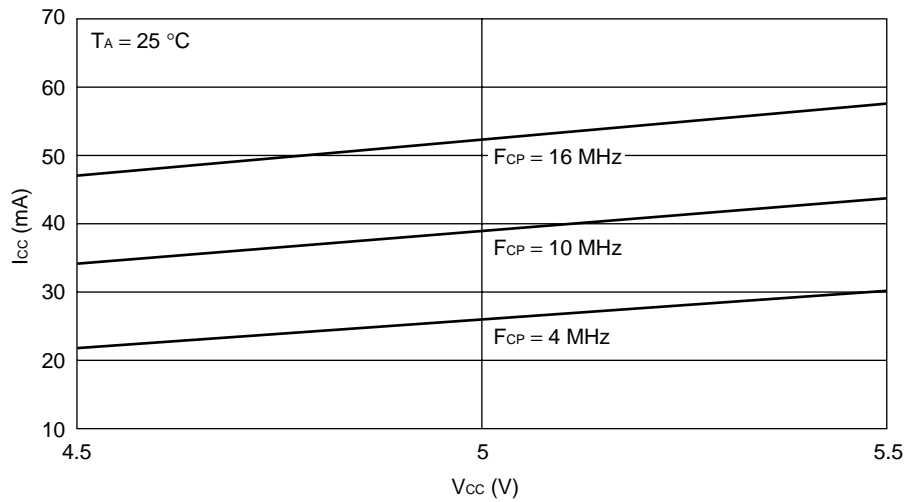 70
60
50
40
30
20
10
ICC (mA)
TA = 25 °C
FCP = 16 MHz
FCP = 10 MHz
FCP = 4 MHz
4.5 5 5.5
VCC (V)